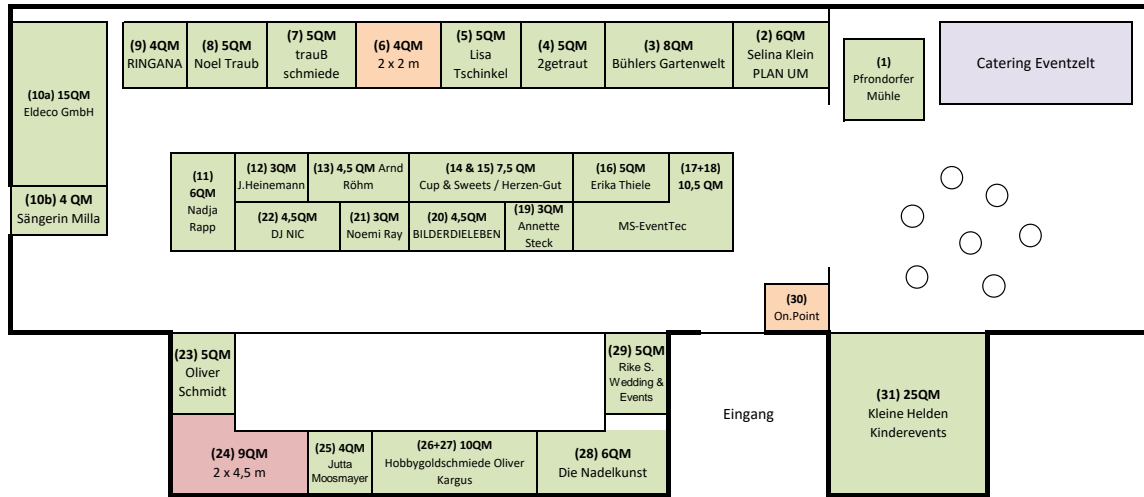 (9) 4QM
RINGANA
(8) 5QM
Noel Traub
(7) 5QM
trauB
schmiede
(6) 4QM
2 x 2 m
(5) 5QM
Lisa
Tschinkel
(4) 5QM
2getraut
(3) 8QM
Bühlers Gartenwelt
(2) 6QM
Selina Klein
PLAN UM
(1)
Pfrondorfer
Mühle
Catering Eventzelt
(10a) 15QM
Eldeco GmbH
(10b) 4 QM
Sängerin Milla
(11)
6QM
Nadja
Rapp
(12) 3QM
J.Heinemann
(13) 4,5 QM Arnd
Röhm
(14 & 15) 7,5 QM
Cup & Sweets / Herzen-Gut
(16) 5QM
Erika Thiele
(17+18)
10,5 QM
MS-EventTec
(22) 4,5QM
DJ NIC
(21) 3QM
Noemi Ray
(20) 4,5QM
BILDERDIELEBEN
(19) 3QM
Annette
Steck
(30)
On.Point
(23) 5QM
Oliver
Schmidt
(29) 5QM
Rike S.
Wedding &
Events
Eingang
(31) 25QM
Kleine Helden
Kinderevents
(24) 9QM
2 x 4,5 m
(25) 4QM
Jutta
Moosmayer
(26+27) 10QM
Hobbygoldschmiede Oliver
Kargus
(28) 6QM
Die Nadelkunst